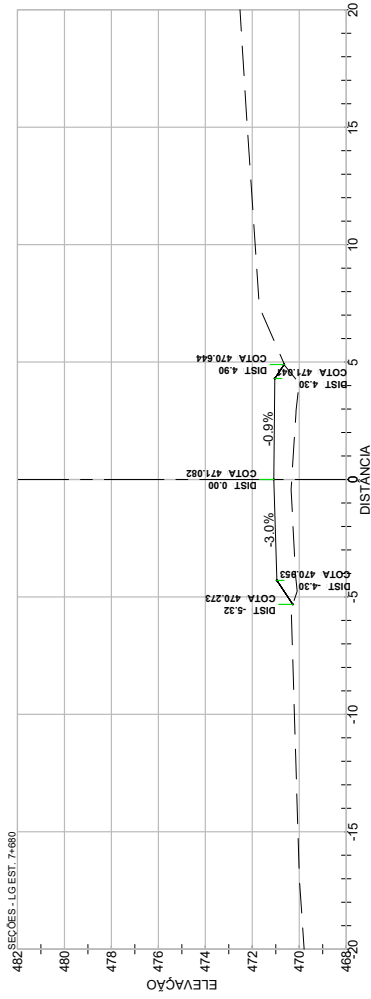 SEÇÕES - LG EST. 7+680
482
480
478
476
474
472
470
468
ELEVAÇÃO
-20
-15
-10
-5
0
5
10
15
20
DISTÂNCIA
DIST -5.32
COTA 470.273
DIST -4.30
COTA 470.953
-3.0%
DIST 0.00
COTA 471.082
-0.9%
DIST 4.30
COTA 471.042
DIST 4.90
COTA 470.644